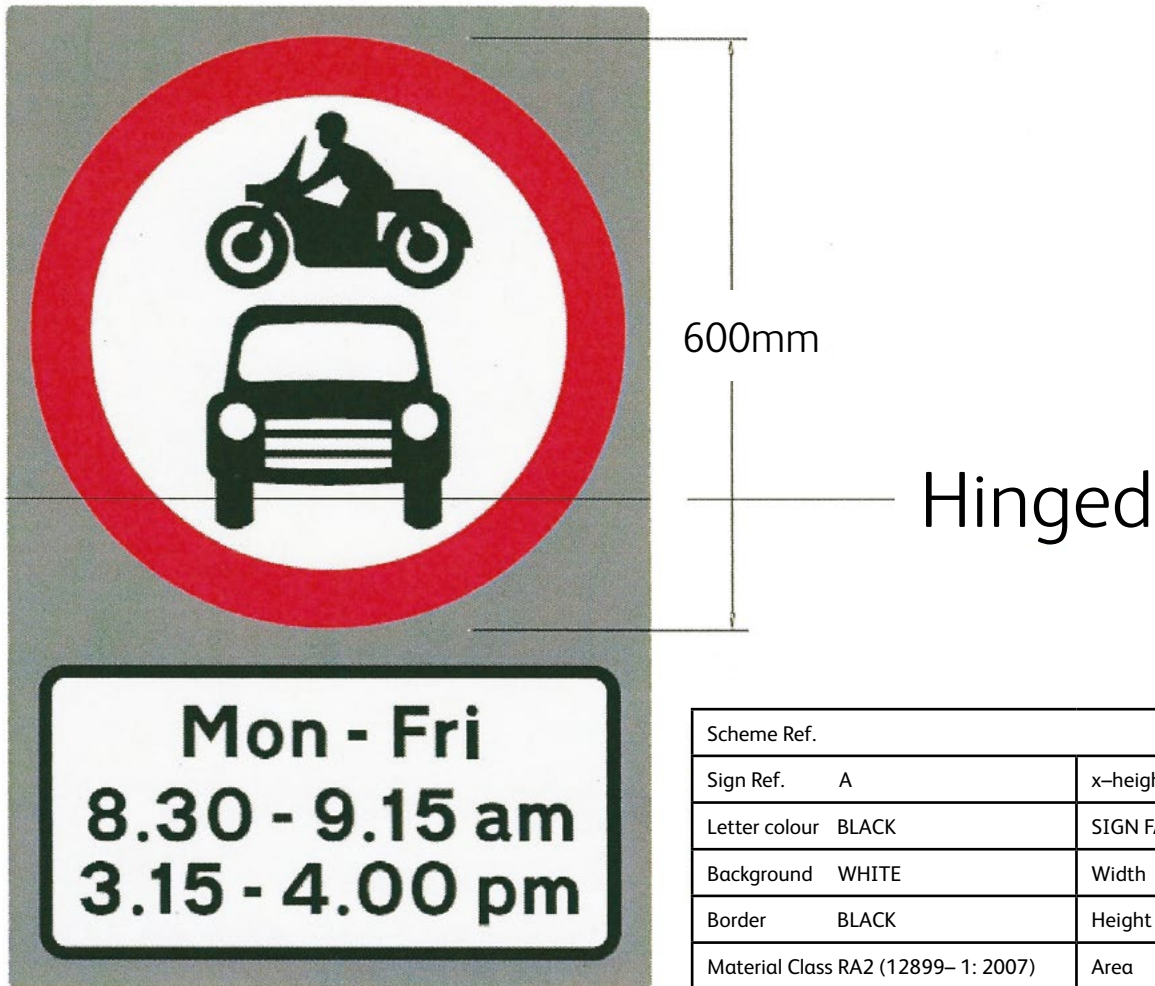 600mm
Hinged
Mon - Fri
8.30 - 9.15 am
3.15 - 4.00 pm
Scheme Ref.
Sign Ref. A
Letter colour BLACK
Background WHITE Width
Border BLACK Height
Material Class RA2 (12899– 1: 2007) Area